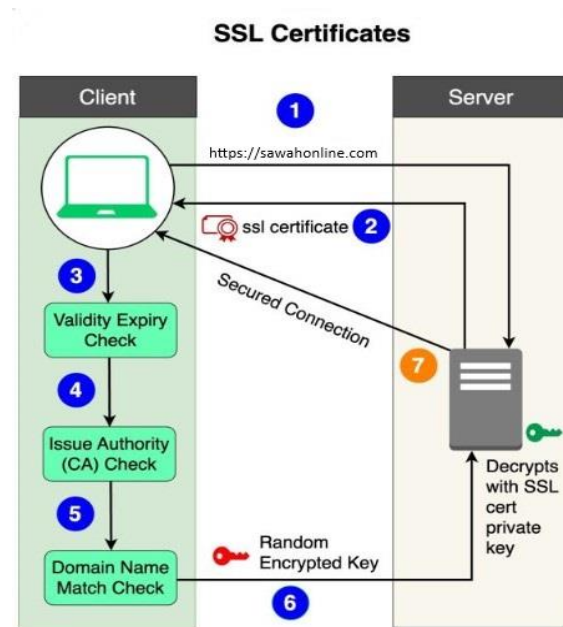 SSL Certificates
Client
Server
1
https://sawahonline.com
ssl certificate
2
3
Secured Connection
Validity Expiry
Check
7
4
Issue Authority
(CA) Check
Decrypts
with SSL
cert
private
key
5
Random
Encrypted Key
Domain Name
Match Check
6